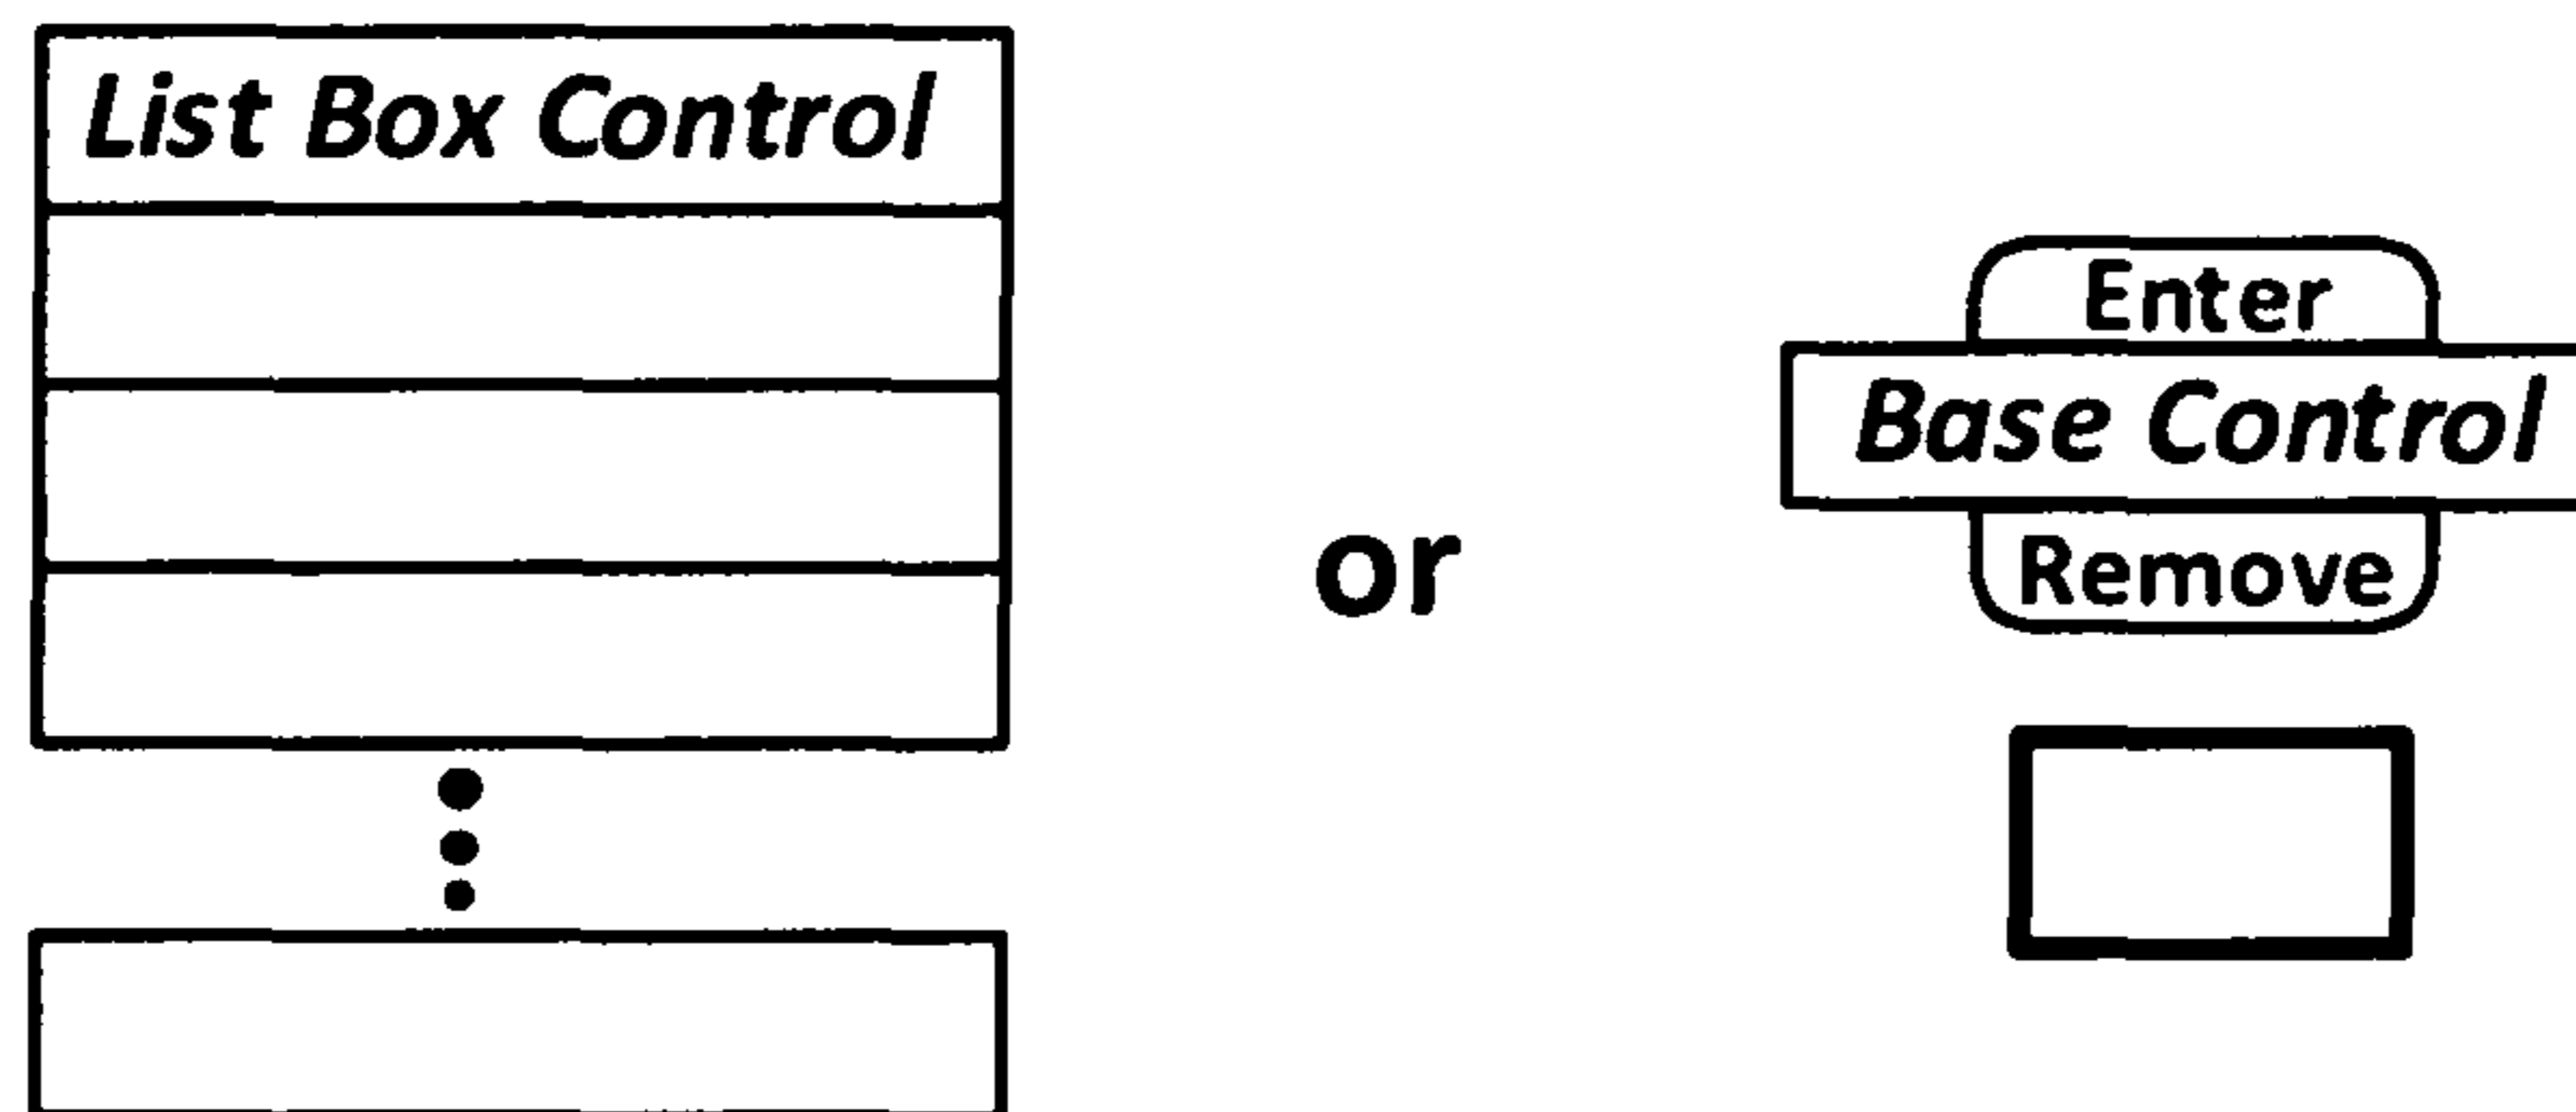 List Box Control
or
Enter
Base Control
Remove